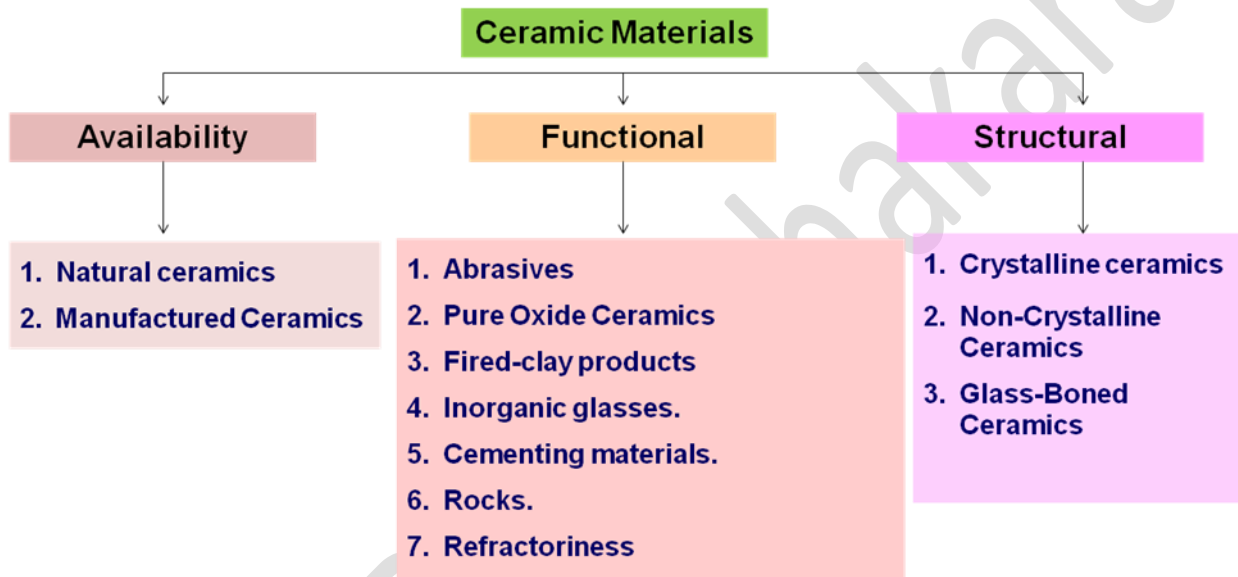 Ceramic Materials
Availability
Functional
Structural
1. Natural ceramics
2. Manufactured Ceramics
1. Abrasives
2. Pure Oxide Ceramics
3. Fired-clay products
4. Inorganic glasses.
5. Cementing materials.
6. Rocks.
7. Refractoriness
1. Crystalline ceramics
2. Non-Crystalline
Ceramics
3. Glass-Boned
Ceramics